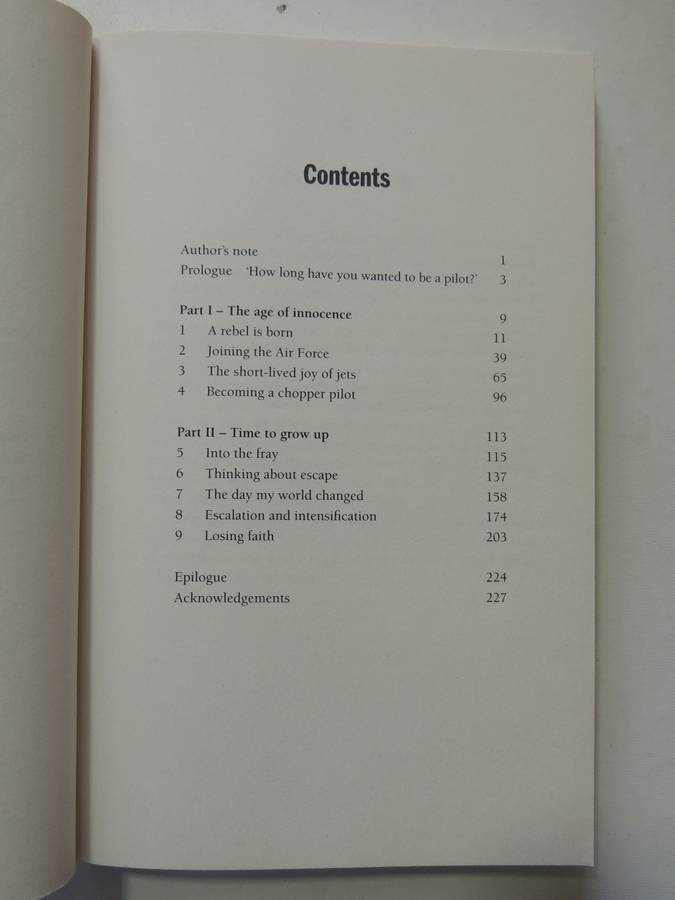 Contents
Author's note 1
Prologue 'How long have you wanted to be a pilot?' 3
Part I – The age of innocence 9
1 A rebel is born 11
2 Joining the Air Force 39
3 The short-lived joy of jets 65
4 Becoming a chopper pilot 96
Part II – Time to grow up 113
5 Into the fray 115
6 Thinking about escape 137
7 The day my world changed 158
8 Escalation and intensification 174
9 Losing faith 203
Epilogue 224
Acknowledgements 227